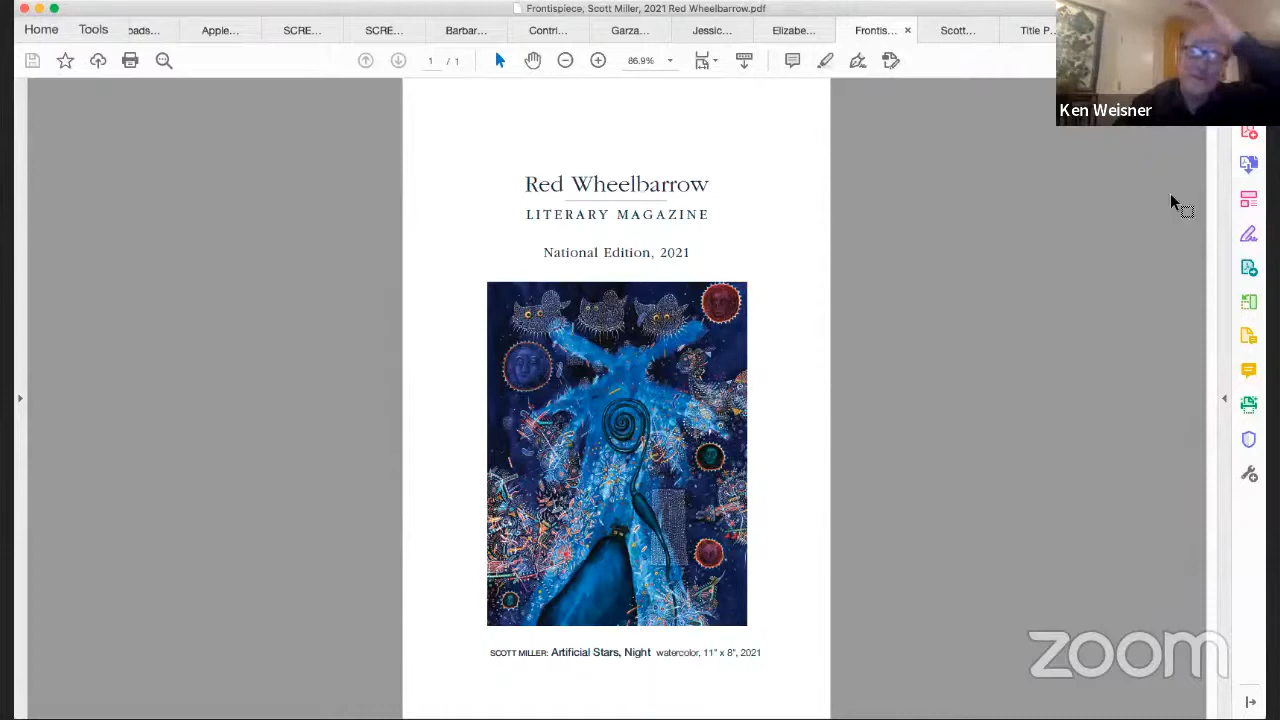 Frontispiece, Scott Miller, 2021 Red Wheelbarrow.pdf
Home Tools oads... Apple... SCRE... SCRE... Barbar... Contri... Garza... Jessic... Elizabe... Frontis... × Scott... Title P...
1 / 1 86.9%
Ken Weisner
Red Wheelbarrow
LITERARY MAGAZINE
National Edition, 2021
SCOTT MILLER: Artificial Stars, Night watercolor, 11" x 8", 2021
zoom